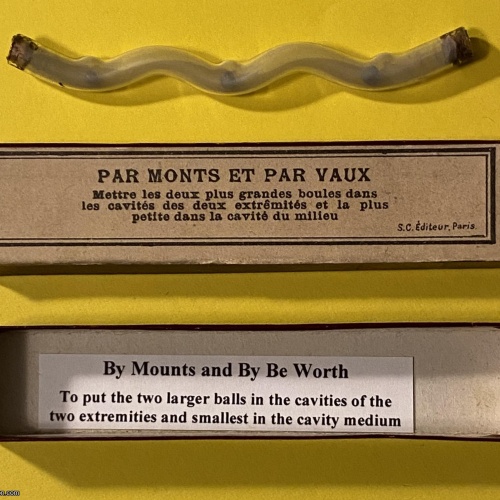 PAR MONTS ET PAR VAUX
Mettre les deux plus grandes boules dans
les cavités des deux extrêmités et la plus
petite dans la cavité du milieu
S.C. Éditeur, Paris.
By Mounts and By Be Worth
To put the two larger balls in the cavities of the
two extremities and smallest in the cavity medium